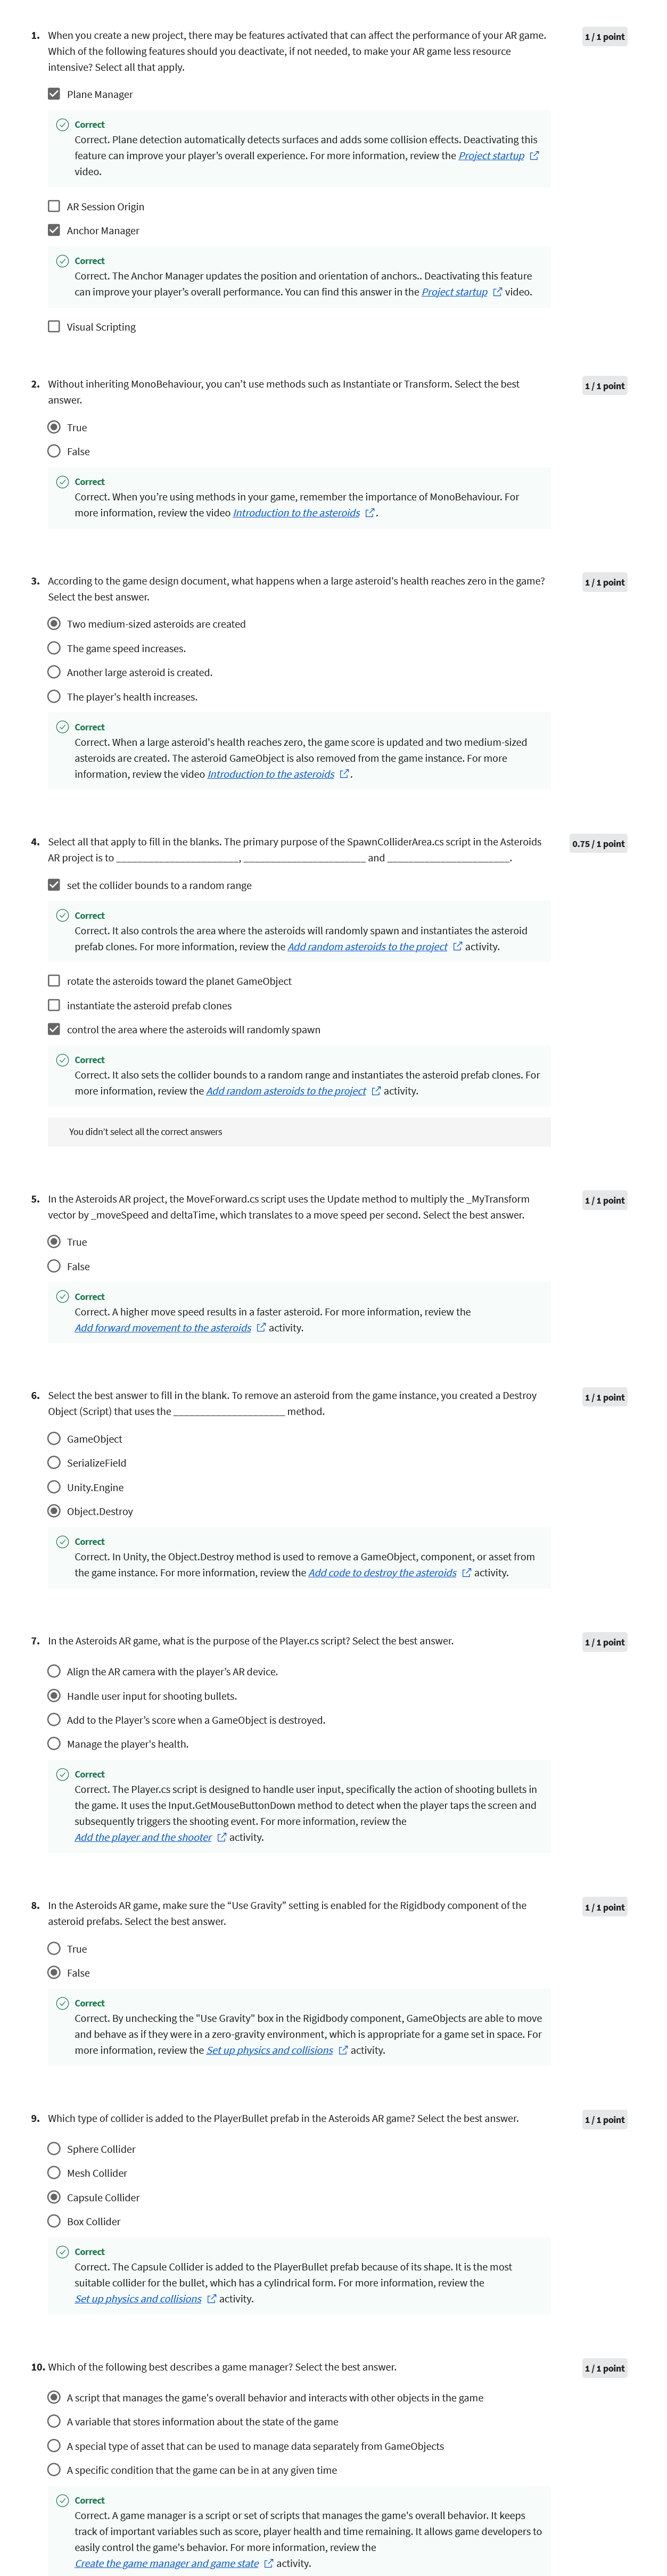 1. When you create a new project, there may be features activated that can affect the performance of your AR game.
1 / 1 point
Which of the following features should you deactivate, if not needed, to make your AR game less resource
intensive? Select all that apply.
Plane Manager
Correct
Correct. Plane detection automatically detects surfaces and adds some collision effects. Deactivating this
feature can improve your player’s overall experience. For more information, review the Project startup
video.
AR Session Origin
Anchor Manager
Correct
Correct. The Anchor Manager updates the position and orientation of anchors.. Deactivating this feature
can improve your player’s overall performance. You can find this answer in the Project startup video.
Visual Scripting
2. Without inheriting MonoBehaviour, you can’t use methods such as Instantiate or Transform. Select the best
1 / 1 point
answer.
True
False
Correct
Correct. When you’re using methods in your game, remember the importance of MonoBehaviour. For
more information, review the video Introduction to the asteroids .
3. According to the game design document, what happens when a large asteroid's health reaches zero in the game?
1 / 1 point
Select the best answer.
Two medium-sized asteroids are created
The game speed increases.
Another large asteroid is created.
The player's health increases.
Correct
Correct. When a large asteroid's health reaches zero, the game score is updated and two medium-sized
asteroids are created. The asteroid GameObject is also removed from the game instance. For more
information, review the video Introduction to the asteroids .
4. Select all that apply to fill in the blanks. The primary purpose of the SpawnColliderArea.cs script in the Asteroids
0.75 / 1 point
AR project is to _______________________, _______________________ and _______________________.
set the collider bounds to a random range
Correct
Correct. It also controls the area where the asteroids will randomly spawn and instantiates the asteroid
prefab clones. For more information, review the Add random asteroids to the project activity.
rotate the asteroids toward the planet GameObject
instantiate the asteroid prefab clones
control the area where the asteroids will randomly spawn
Correct
Correct. It also sets the collider bounds to a random range and instantiates the asteroid prefab clones. For
more information, review the Add random asteroids to the project activity.
You didn’t select all the correct answers
5. In the Asteroids AR project, the MoveForward.cs script uses the Update method to multiply the _MyTransform
1 / 1 point
vector by _moveSpeed and deltaTime, which translates to a move speed per second. Select the best answer.
True
False
Correct
Correct. A higher move speed results in a faster asteroid. For more information, review the
Add forward movement to the asteroids activity.
6. Select the best answer to fill in the blank. To remove an asteroid from the game instance, you created a Destroy
1 / 1 point
Object (Script) that uses the _____________________ method.
GameObject
SerializeField
Unity.Engine
Object.Destroy
Correct
Correct. In Unity, the Object.Destroy method is used to remove a GameObject, component, or asset from
the game instance. For more information, review the Add code to destroy the asteroids activity.
7. In the Asteroids AR game, what is the purpose of the Player.cs script? Select the best answer.
1 / 1 point
Align the AR camera with the player’s AR device.
Handle user input for shooting bullets.
Add to the Player’s score when a GameObject is destroyed.
Manage the player's health.
Correct
Correct. The Player.cs script is designed to handle user input, specifically the action of shooting bullets in
the game. It uses the Input.GetMouseButtonDown method to detect when the player taps the screen and
subsequently triggers the shooting event. For more information, review the
Add the player and the shooter activity.
8. In the Asteroids AR game, make sure the “Use Gravity” setting is enabled for the Rigidbody component of the
1 / 1 point
asteroid prefabs. Select the best answer.
True
False
Correct
Correct. By unchecking the "Use Gravity" box in the Rigidbody component, GameObjects are able to move
and behave as if they were in a zero-gravity environment, which is appropriate for a game set in space. For
more information, review the Set up physics and collisions activity.
9. Which type of collider is added to the PlayerBullet prefab in the Asteroids AR game? Select the best answer.
1 / 1 point
Sphere Collider
Mesh Collider
Capsule Collider
Box Collider
Correct
Correct. The Capsule Collider is added to the PlayerBullet prefab because of its shape. It is the most
suitable collider for the bullet, which has a cylindrical form. For more information, review the
Set up physics and collisions activity.
10. Which of the following best describes a game manager? Select the best answer.
1 / 1 point
A script that manages the game's overall behavior and interacts with other objects in the game
A variable that stores information about the state of the game
A special type of asset that can be used to manage data separately from GameObjects
A specific condition that the game can be in at any given time
Correct
Correct. A game manager is a script or set of scripts that manages the game's overall behavior. It keeps
track of important variables such as score, player health and time remaining. It allows game developers to
easily control the game's behavior. For more information, review the
Create the game manager and game state activity.